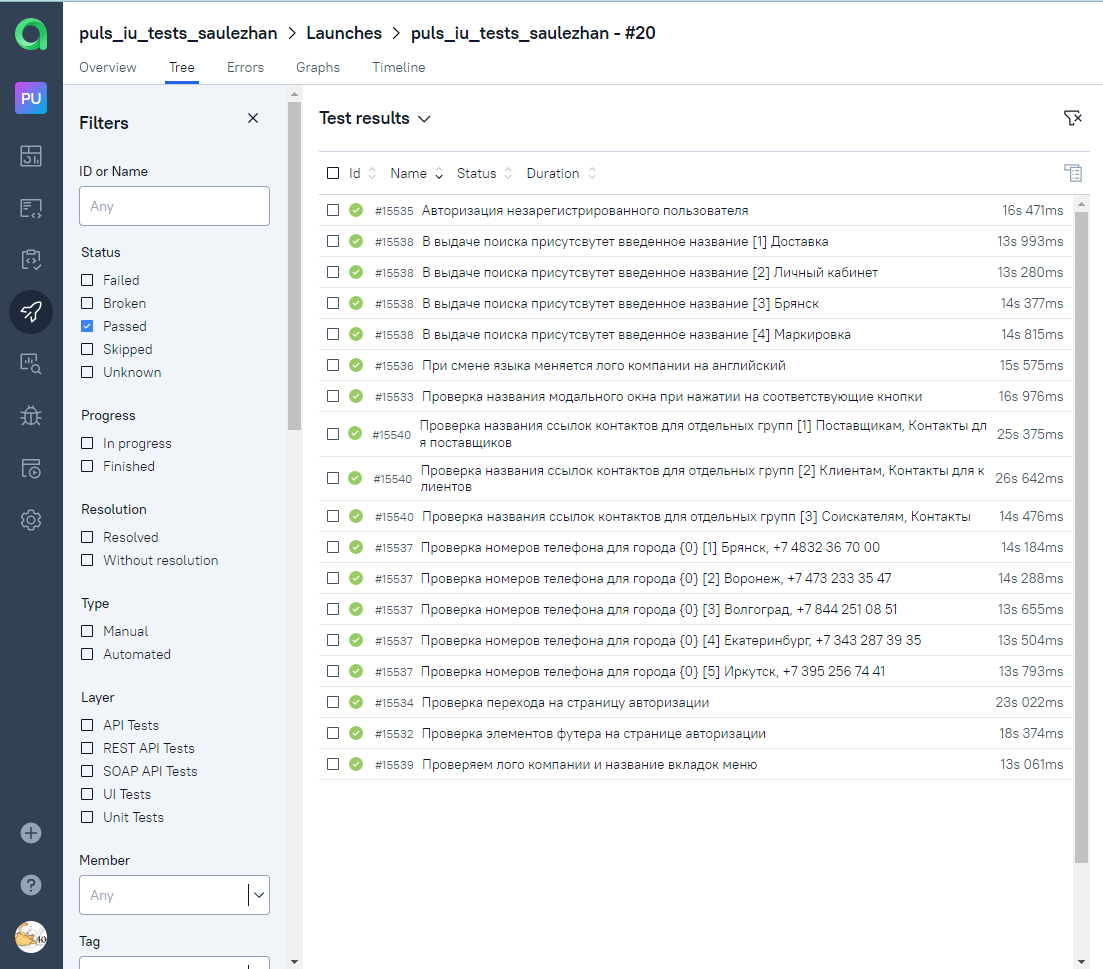 puls_iu_tests_saulezhan > Launches > puls_iu_tests_saulezhan - #20
Overview Tree Errors Graphs Timeline
PU
Filters
ID or Name
Any
Status
Failed
Broken
Passed
Skipped
Unknown
Progress
In progress
Finished
Resolution
Resolved
Without resolution
Type
Manual
Automated
Layer
API Tests
REST API Tests
SOAP API Tests
UI Tests
Unit Tests
Member
Any
Tag
Test results
Id Name Status Duration
#15535 Авторизация незарегистрированного пользователя 16s 471ms
#15538 В выдаче поиска присутсвутет введенное название [1] Доставка 13s 993ms
#15538 В выдаче поиска присутсвутет введенное название [2] Личный кабинет 13s 280ms
#15538 В выдаче поиска присутсвутет введенное название [3] Брянск 14s 377ms
#15538 В выдаче поиска присутсвутет введенное название [4] Маркировка 14s 815ms
#15536 При смене языка меняется лого компании на английский 15s 575ms
#15533 Проверка названия модального окна при нажатии на соответствующие кнопки 16s 976ms
#15540 Проверка названия ссылок контактов для отдельных групп [1] Поставщикам, Контакты дл
я поставщиков 25s 375ms
#15540 Проверка названия ссылок контактов для отдельных групп [2] Клиентам, Контакты для к
лиентов 26s 642ms
#15540 Проверка названия ссылок контактов для отдельных групп [3] Соискателям, Контакты 14s 476ms
#15537 Проверка номеров телефона для города {0} [1] Брянск, +7 4832 36 70 00 14s 184ms
#15537 Проверка номеров телефона для города {0} [2] Воронеж, +7 473 233 35 47 14s 288ms
#15537 Проверка номеров телефона для города {0} [3] Волгоград, +7 844 251 08 51 13s 655ms
#15537 Проверка номеров телефона для города {0} [4] Екатеринбург, +7 343 287 39 35 13s 504ms
#15537 Проверка номеров телефона для города {0} [5] Иркутск, +7 395 256 74 41 13s 793ms
#15534 Проверка перехода на страницу авторизации 23s 022ms
#15532 Проверка элементов футера на странице авторизации 18s 374ms
#15539 Проверяем лого компании и название вкладок меню 13s 061ms